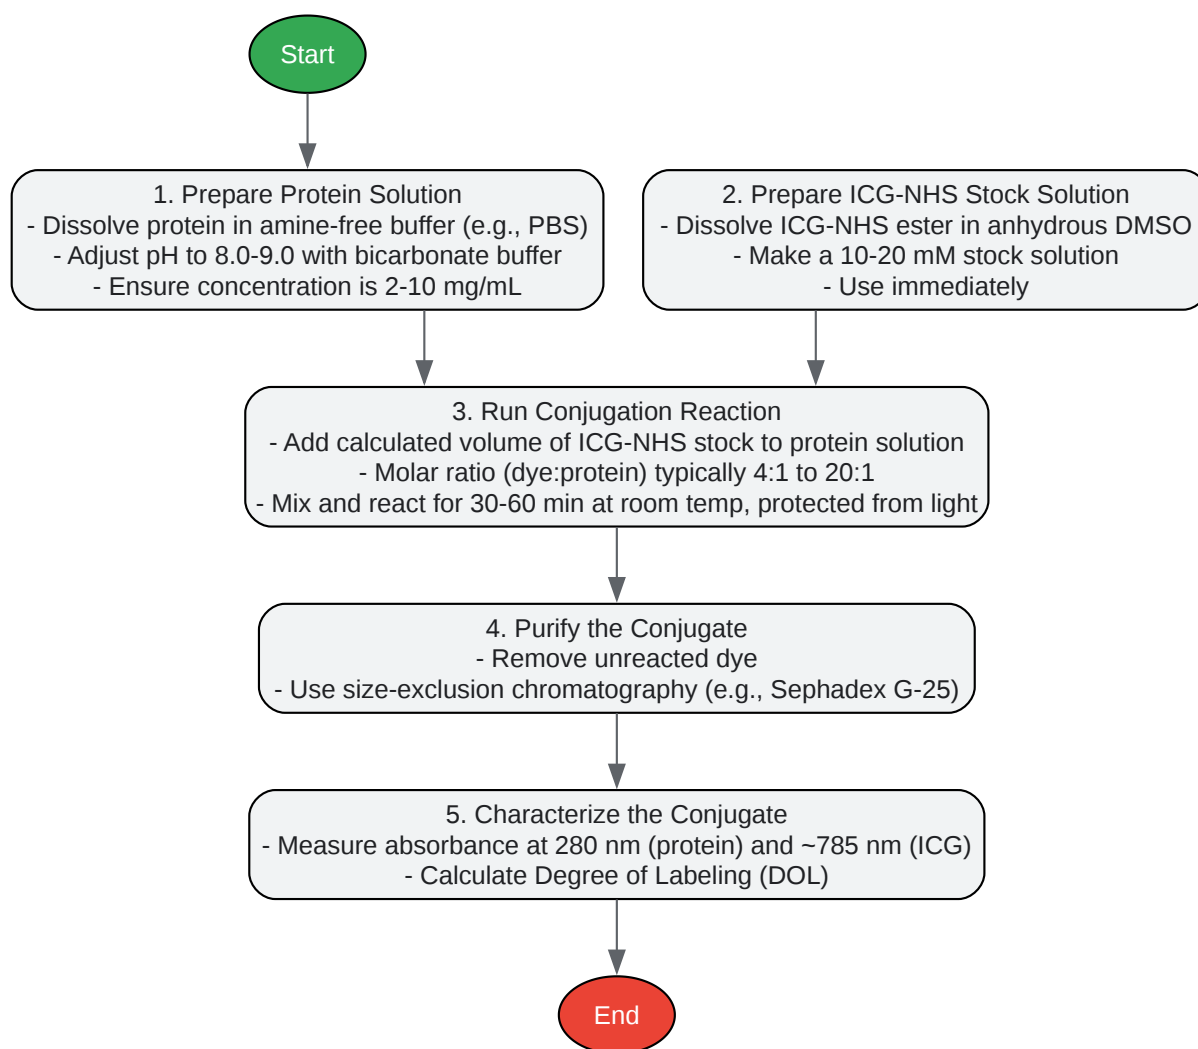 Start
1. Prepare Protein Solution
- Dissolve protein in amine-free buffer (e.g., PBS)
- Adjust pH to 8.0-9.0 with bicarbonate buffer
- Ensure concentration is 2-10 mg/mL
2. Prepare ICG-NHS Stock Solution
- Dissolve ICG-NHS ester in anhydrous DMSO
- Make a 10-20 mM stock solution
- Use immediately
3. Run Conjugation Reaction
- Add calculated volume of ICG-NHS stock to protein solution
- Molar ratio (dye:protein) typically 4:1 to 20:1
- Mix and react for 30-60 min at room temp, protected from light
4. Purify the Conjugate
- Remove unreacted dye
- Use size-exclusion chromatography (e.g., Sephadex G-25)
5. Characterize the Conjugate
- Measure absorbance at 280 nm (protein) and ~785 nm (ICG)
- Calculate Degree of Labeling (DOL)
End